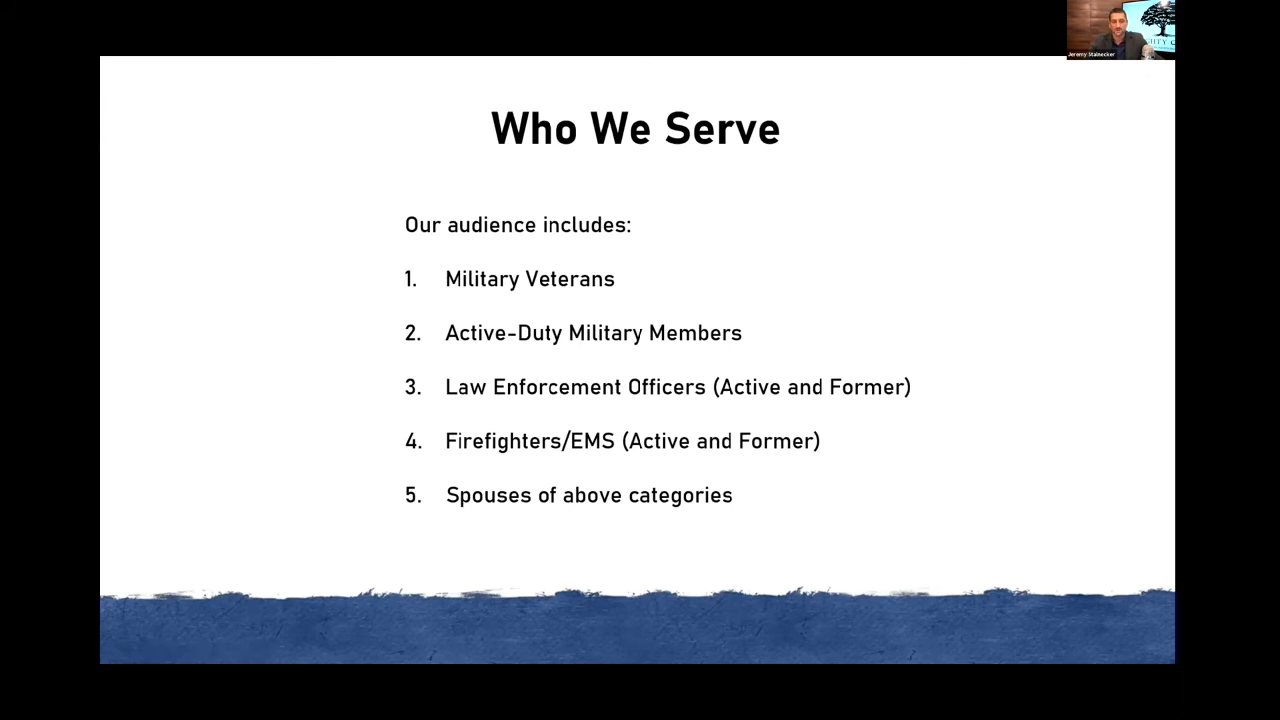 Jeremy Stalnecker
Who We Serve
Our audience includes:
1. Military Veterans
2. Active-Duty Military Members
3. Law Enforcement Officers (Active and Former)
4. Firefighters/EMS (Active and Former)
5. Spouses of above categories